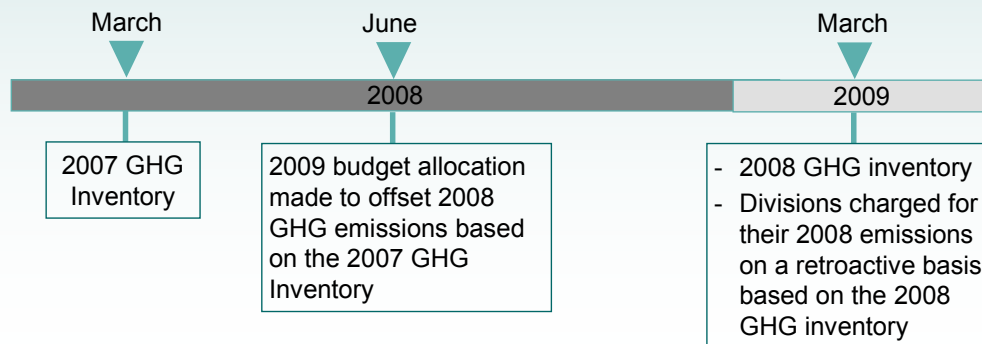 March
June
March
2008
2009
2007 GHG
Inventory
2009 budget allocation
made to offset 2008
GHG emissions based
on the 2007 GHG
Inventory
- 2008 GHG inventory
- Divisions charged for
their 2008 emissions
on a retroactive basis
based on the 2008
GHG inventory